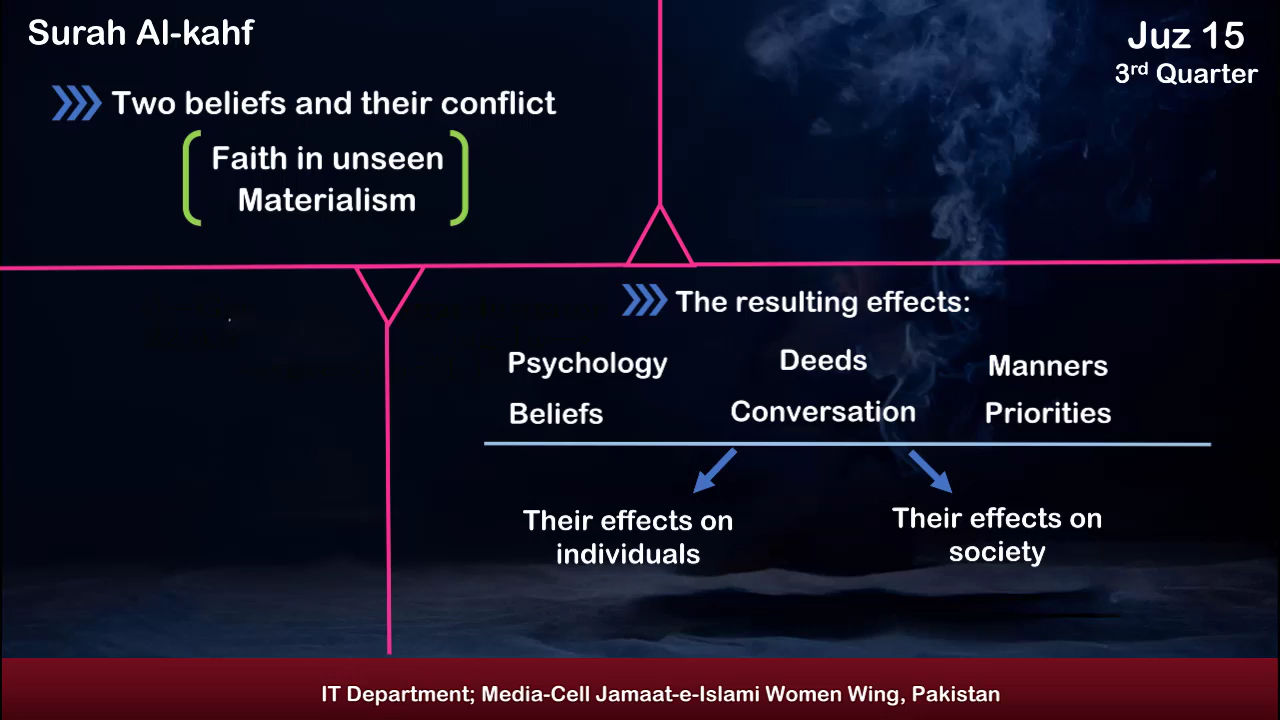 Surah Al-kahf
Juz 15
3rd Quarter
Two beliefs and their conflict
Faith in unseen
Materialism
The resulting effects:
Psychology Deeds Manners
Beliefs Conversation Priorities
Their effects on
individuals
Their effects on
society
IT Department; Media-Cell Jamaat-e-Islami Women Wing, Pakistan